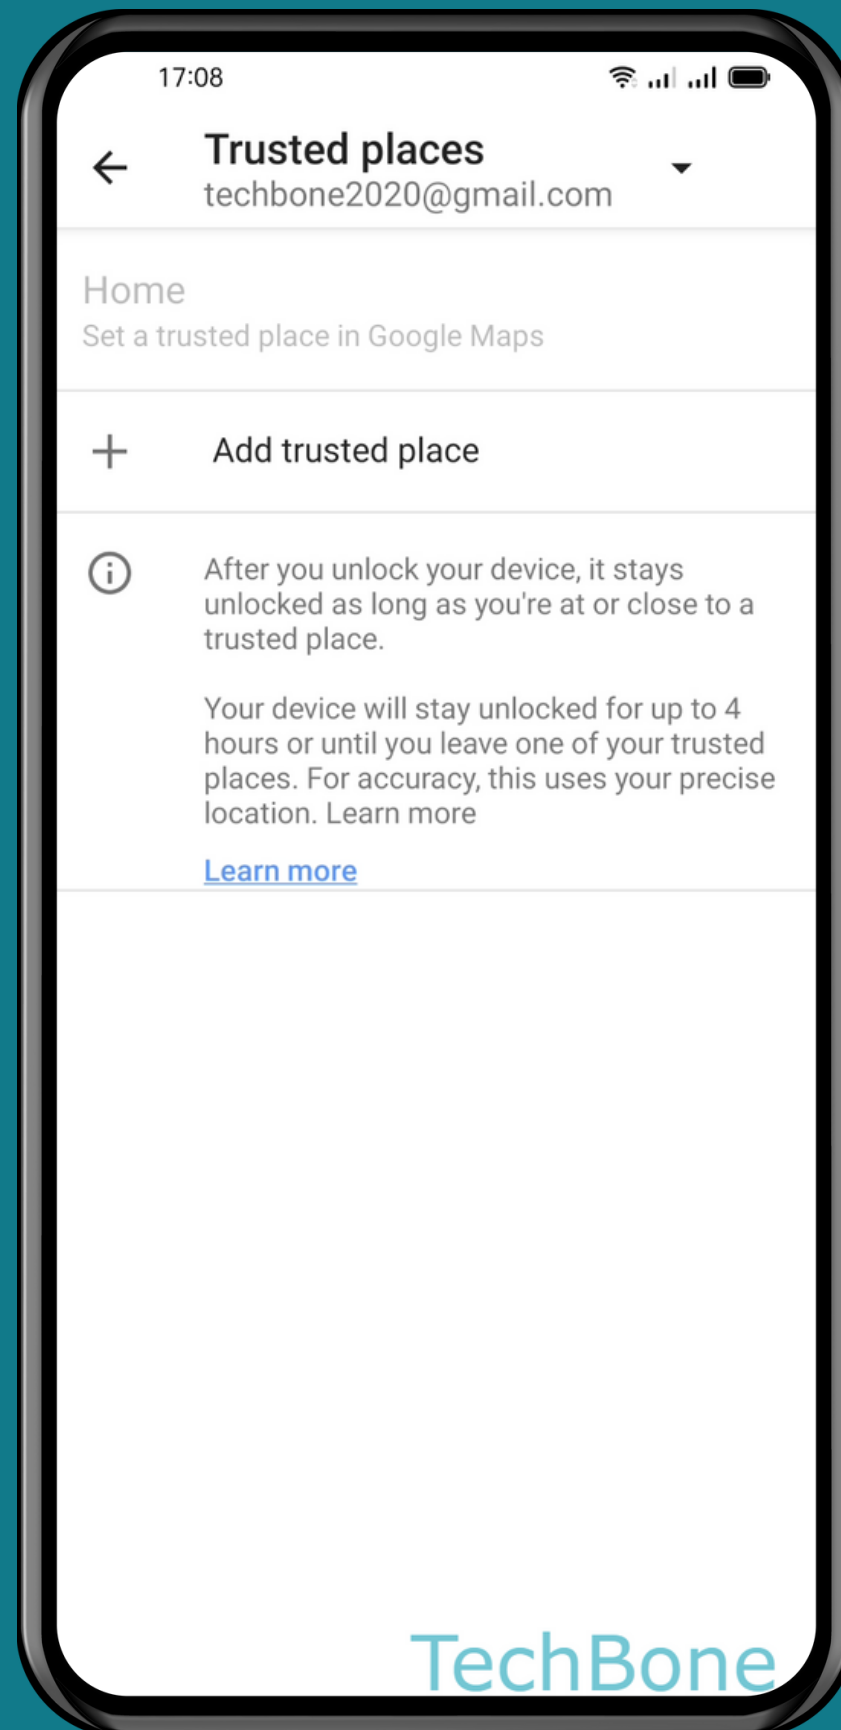 17:08
Trusted places
techbone2020@gmail.com
Home
Set a trusted place in Google Maps
Add trusted place
After you unlock your device, it stays
unlocked as long as you're at or close to a
trusted place.
Your device will stay unlocked for up to 4
hours or until you leave one of your trusted
places. For accuracy, this uses your precise
location. Learn more
Learn more
TechBone